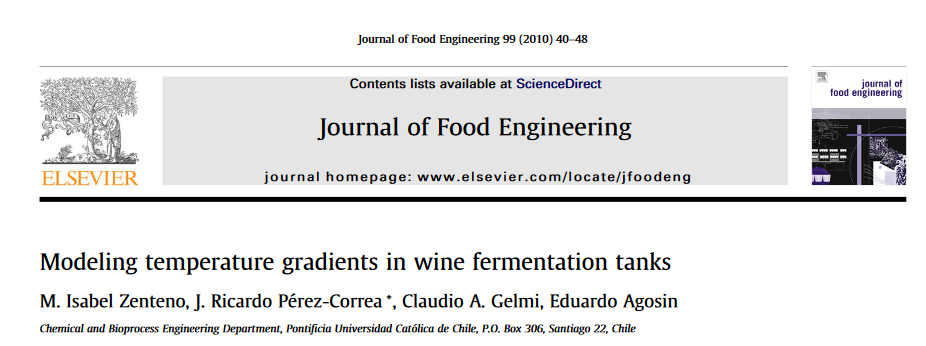 Journal of Food Engineering 99 (2010) 40–48
Contents lists available at ScienceDirect
Journal of Food Engineering
journal homepage: www.elsevier.com/locate/jfoodeng
ELSEVIER
journal of
food engineering
Modeling temperature gradients in wine fermentation tanks
M. Isabel Zenteno, J. Ricardo Pérez-Correa *, Claudio A. Gelmi, Eduardo Agosin
Chemical and Bioprocess Engineering Department, Pontificia Universidad Católica de Chile, P.O. Box 306, Santiago 22, Chile